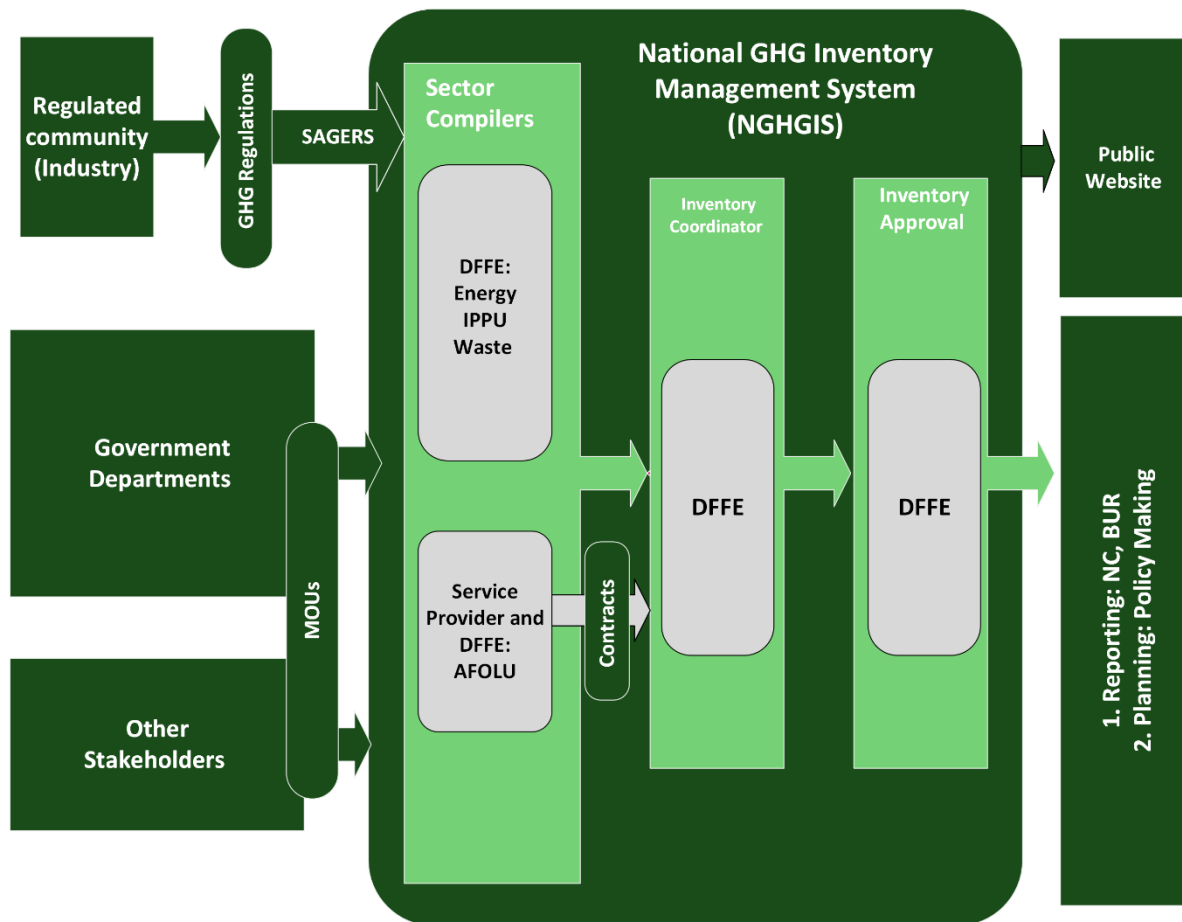 Regulated
community
(Industry)
GHG Regulations
SAGERS
Government
Departments
Other
Stakeholders
MOUs
National GHG Inventory
Management System
(NGHGIS)
Sector
Compilers
DFFE:
Energy
IPPU
Waste
Service
Provider and
DFFE:
AFOLU
Contracts
Inventory
Coordinator
DFFE
Inventory
Approval
DFFE
Public
Website
1. Reporting: NC, BUR
2. Planning: Policy Making